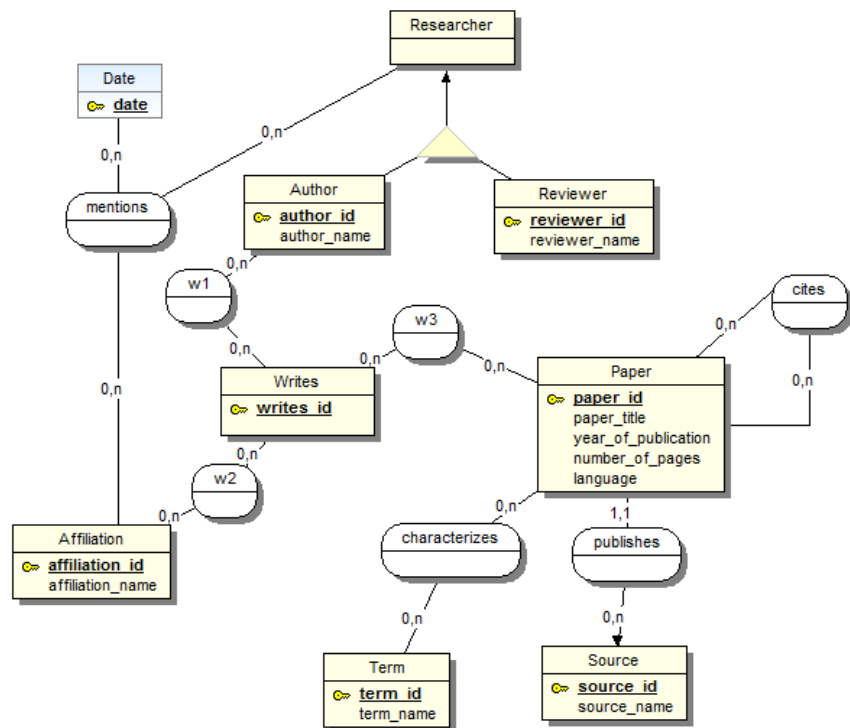 Researcher
Date
date
0,n
0,n
mentions
Author
author_id
author_name
Reviewer
reviewer_id
reviewer_name
0,n
w1
cites
w3
0,n
0,n
0,n
0,n
0,n
0,n
Writes
writes_id
Paper
paper_id
paper_title
year_of_publication
number_of_pages
language
0,n
0,n
w2
0,n
0,n
1,1
Affiliation
affiliation_id
affiliation_name
characterizes
publishes
0,n
0,n
Term
term_id
term_name
Source
source_id
source_name